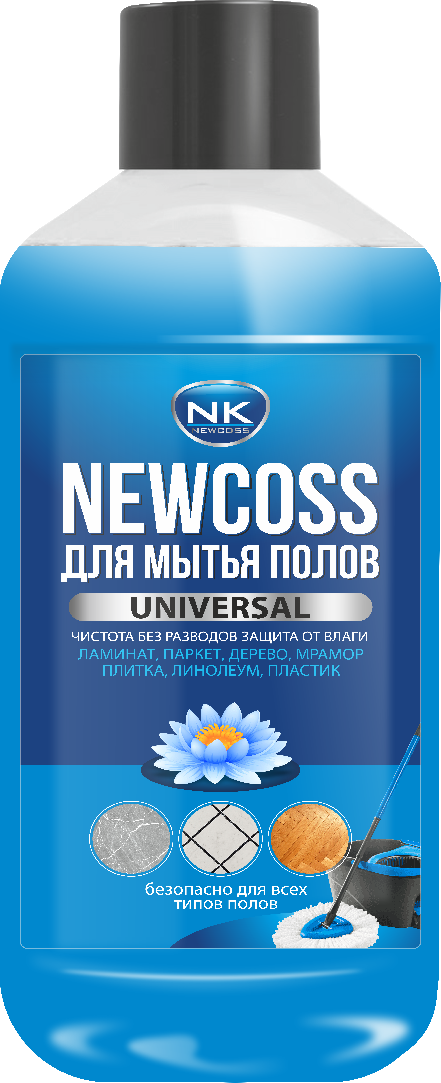 NK
NEWCOSS
NEWCOSS
ДЛЯ МЫТЬЯ ПОЛОВ
UNIVERSAL
ЧИСТОТА БЕЗ РАЗВОДОВ ЗАЩИТА ОТ ВЛАГИ
ЛАМИНАТ, ПАРКЕТ, ДЕРЕВО, МРАМОР
ПЛИТКА, ЛИНОЛЕУМ, ПЛАСТИК
безопасно для всех
типов полов